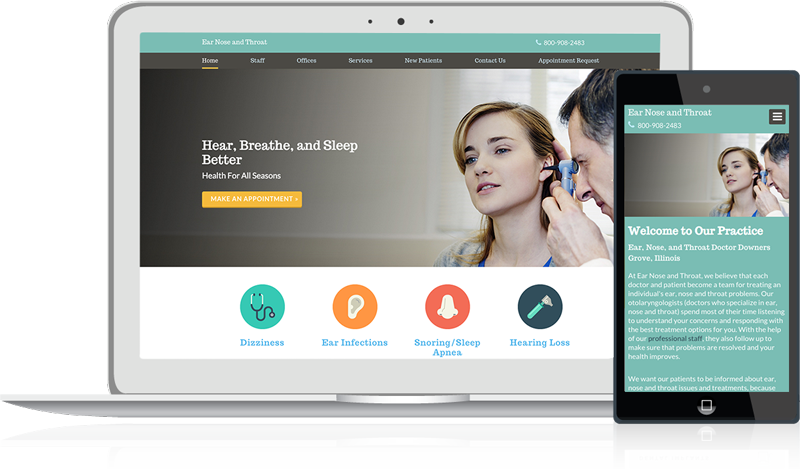 Ear Nose and Throat
800-908-2483
Home Staff Offices Services New Patients Contact Us Appointment Request
Hear, Breathe, and Sleep
Better
Health For All Seasons
MAKE AN APPOINTMENT ›
Dizziness
Ear Infections
Snoring/Sleep
Apnea
Hearing Loss
Ear Nose and Throat
800-908-2483
Welcome to Our Practice
Ear, Nose, and Throat Doctor Downers
Grove, Illinois
At Ear Nose and Throat, we believe that each
doctor and patient become a team for treating an
individual's ear, nose and throat problems. Our
otolaryngologists (doctors who specialize in ear,
nose and throat) spend most of their time listening
to understand your concerns and responding with
the best treatment options for you. With the help
of our professional staff, they also follow up to
make sure that problems are resolved and your
health improves.
We want our patients to be informed about ear,
nose and throat issues and treatments, because